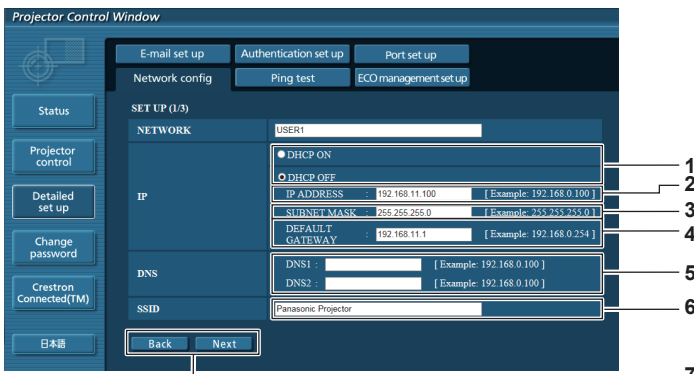 Projector Control Window
E-mail set up Authentication set up Port set up
Network config Ping test ECO management set up
Status
Projector control
Detailed set up
Change password
Crestron Connected(TM)
日本語
SET UP (1/3)
NETWORK USER1
IP
DHCP ON
DHCP OFF
IP ADDRESS : 192.168.11.100 [ Example: 192.168.0.100 ]
SUBNET MASK : 255.255.255.0 [ Example: 255.255.255.0 ]
DEFAULT GATEWAY : 192.168.11.1 [ Example: 192.168.0.254 ]
DNS
DNS1 : [ Example: 192.168.0.100 ]
DNS2 : [ Example: 192.168.0.100 ]
SSID Panasonic Projector
Back Next
1
2
3
4
5
6
7